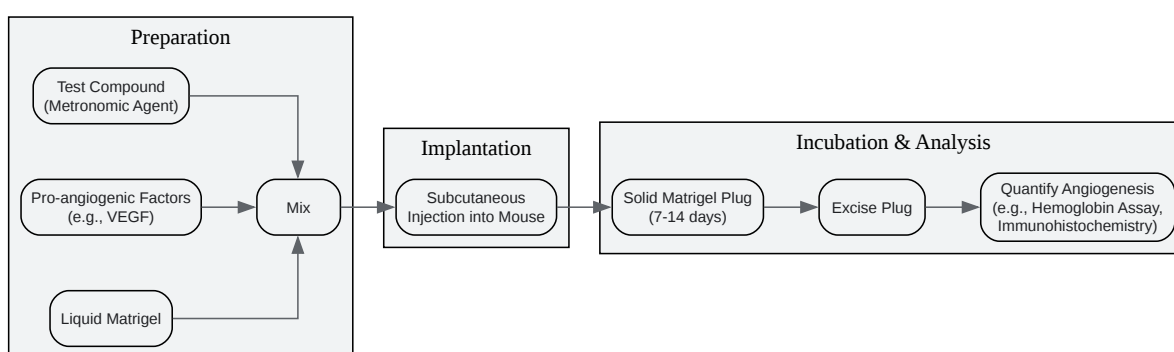 Preparation
Test Compound
(Metronomic Agent)
Pro-angiogenic Factors
(e.g., VEGF)
Liquid Matrigel
Mix
Implantation
Subcutaneous
Injection into Mouse
Incubation & Analysis
Solid Matrigel Plug
(7-14 days)
Excise Plug
Quantify Angiogenesis
(e.g., Hemoglobin Assay,
Immunohistochemistry)